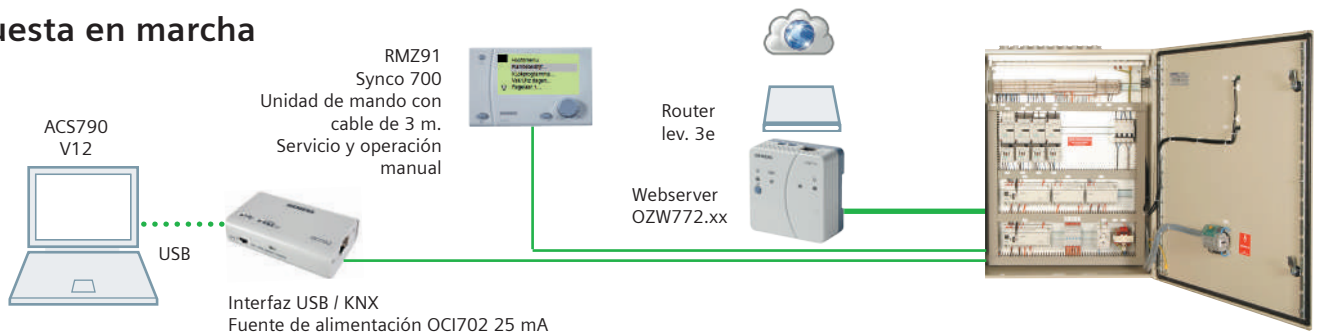 uesta en marcha
RMZ91
Synco 700
Unidad de mando con
cable de 3 m.
Servicio y operación
manual
ACS790
V12
USB
Interfaz USB / KNX
Fuente de alimentación OCI702 25 mA
Router
lev. 3e
Webserver
OZW772.xx
SIEMENS